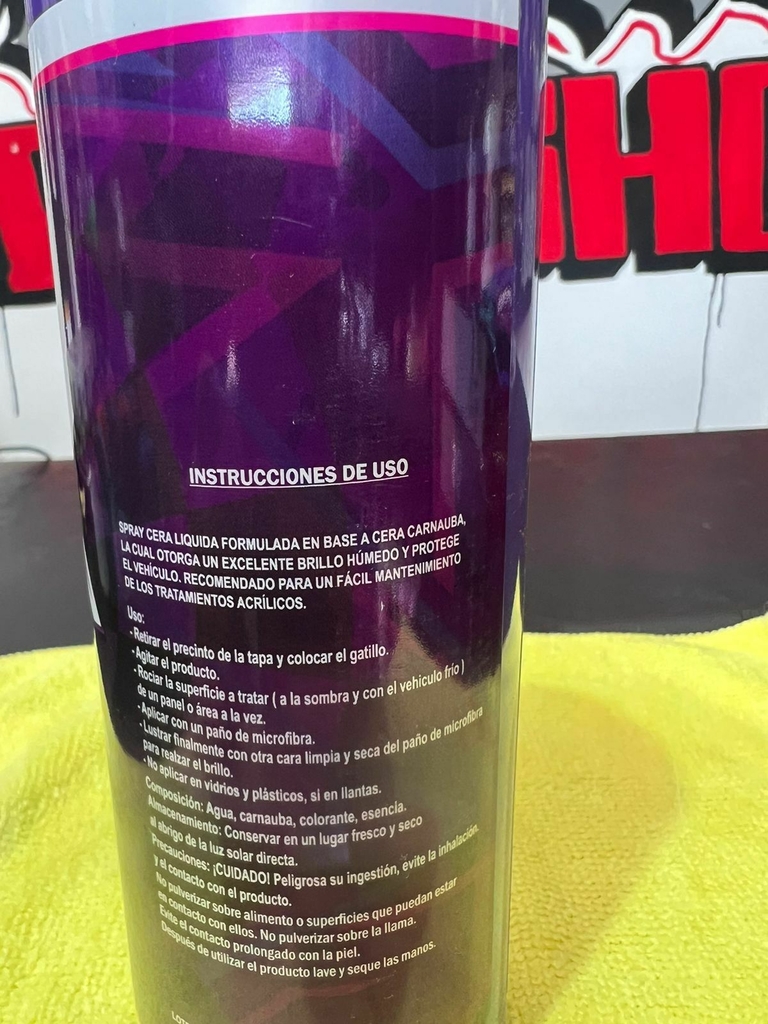 iH
INSTRUCCIONES DE USO
SPRAY CERA LIQUIDA FORMULADA EN BASE A CERA CARNAUBA,
LA CUAL OTORGA UN EXCELENTE BRILLO HÚMEDO Y PROTEGE
EL VEHÍCULO. RECOMENDADO PARA UN FÁCIL MANTENIMIENTO
DE LOS TRATAMIENTOS ACRÍLICOS.
Uso:
- Retirar el precinto de la tapa y colocar el gatillo.
- Agitar el producto.
- Rociar la superficie a tratar ( a la sombra y con el vehiculo frio )
de un panel o área a la vez.
- Aplicar con un paño de microfibra.
- Lustrar finalmente con otra cara limpia y seca del paño de microfibra
para realzar el brillo.
- No aplicar en vidrios y plásticos, si en llantas.
Composición: Agua, carnauba, colorante, esencia.
Almacenamiento: Conservar en un lugar fresco y seco
al abrigo de la luz solar directa.
Precauciones: ¡CUIDADO! Peligrosa su ingestión, evite la inhalación,
y el contacto con el producto.
No pulverizar sobre alimento o superficies que puedan estar
en contacto con ellos. No pulverizar sobre la llama.
Evite el contacto prolongado con la piel.
Después de utilizar el producto lave y seque las manos.